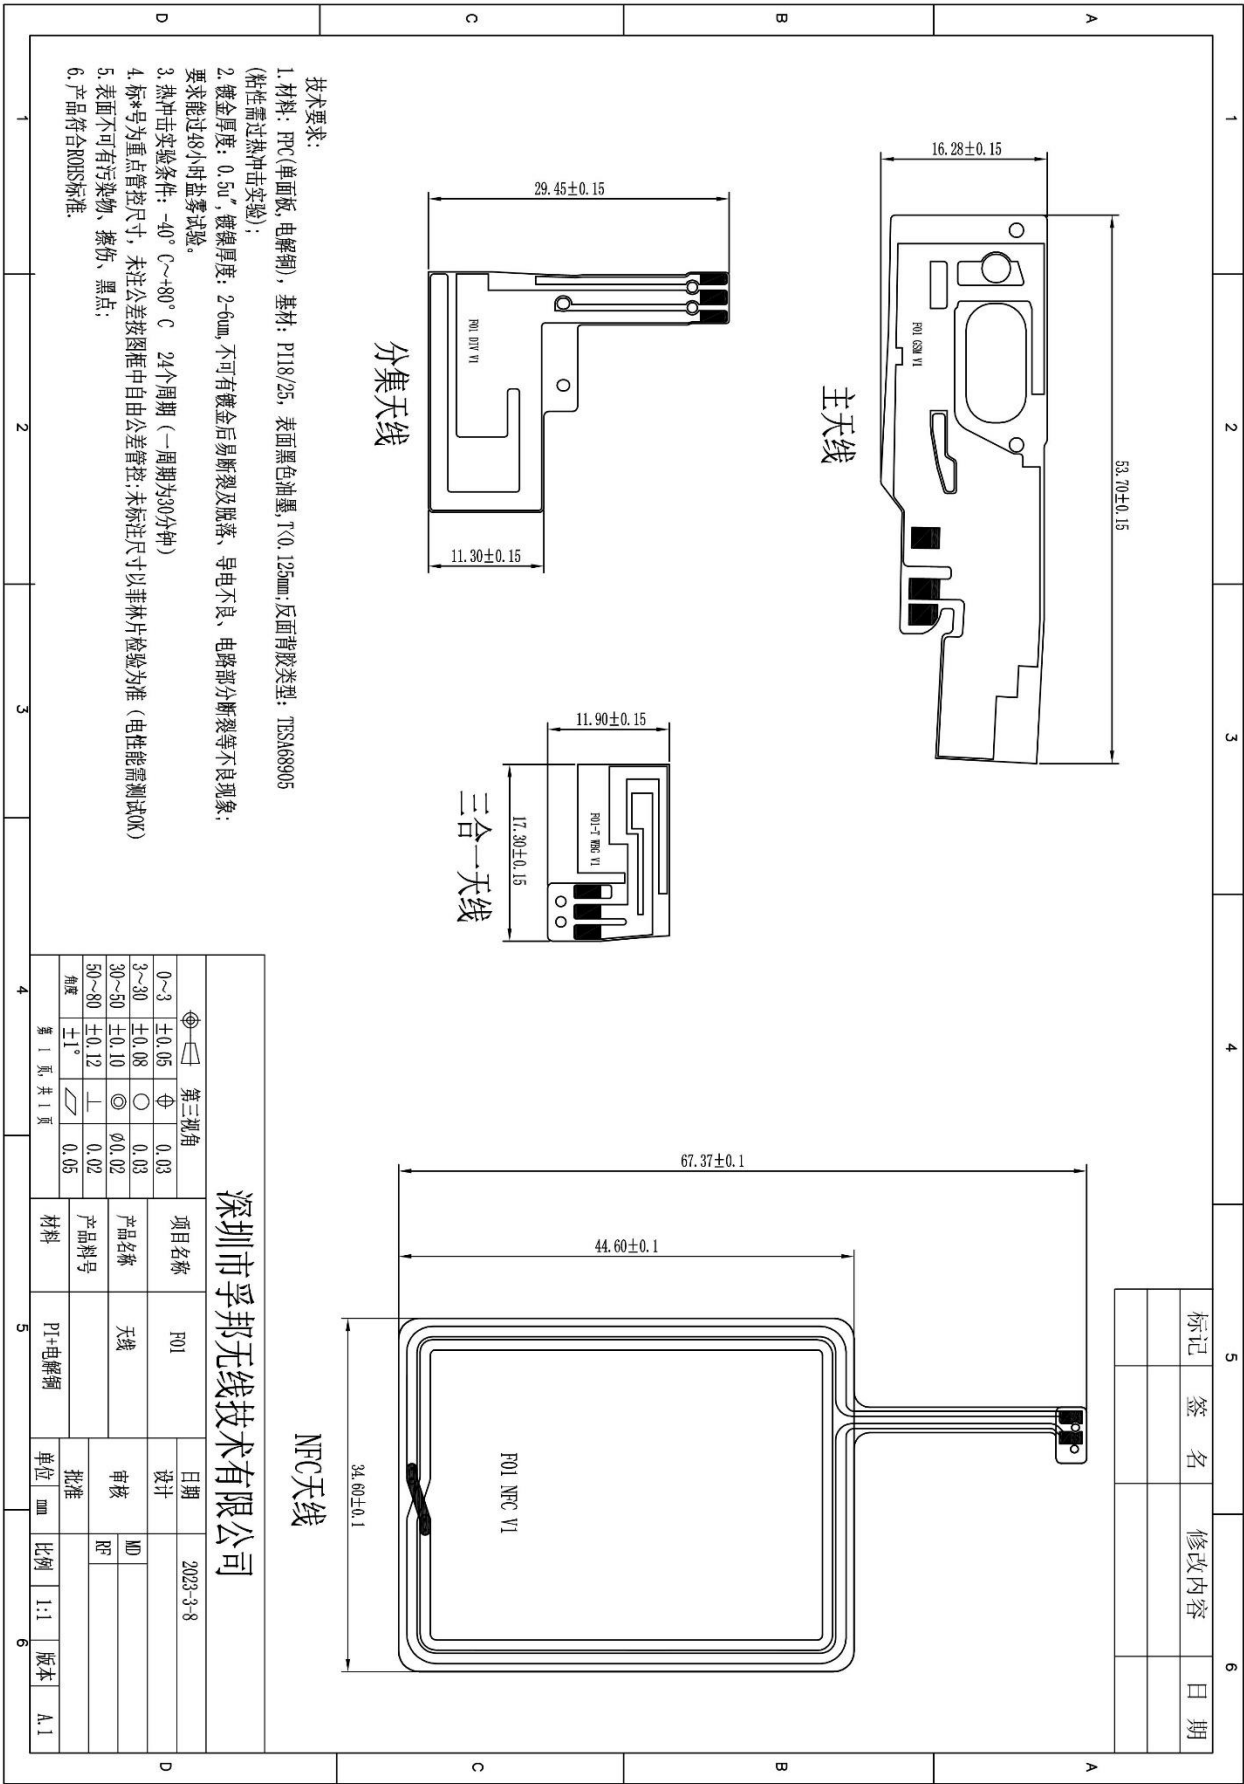 1 2 3 4 5 6
A
B
C
D
标记 签 名 修改内容 日 期
53.70±0.15
16.28±0.15
F01 GSM V1
主天线
29.45±0.15
11.30±0.15
F01 DIV V1
分集天线
11.90±0.15
17.30±0.15
F01-T WBG V1
三合一天线
67.37±0.1
44.60±0.1
34.60±0.1
F01 NFC V1
NFC天线
技术要求:
1.材料: FPC(单面板,电解铜), 基材: PI18/25, 表面黑色油墨,T<0.125mm;反面背胶类型: TESA68905
(粘性需过热冲击实验);
2.镀金厚度: 0.5u",镀镍厚度: 2-6um,不可有镀金后易断裂及脱落、导电不良、电路部分断裂等不良现象;
要求能过48小时盐雾试验。
3.热冲击实验条件: -40° C~+80° C 24个周期 (一周期为30分钟)
4.标*号为重点管控尺寸, 未注公差按图框中自由公差管控;未标注尺寸以菲林片检验为准 (电性能需测试OK)
5.表面不可有污染物、擦伤、黑点;
6.产品符合ROHS标准.
深圳市孚邦无线技术有限公司
第三视角
0~3 ±0.05 0.03
3~30 ±0.08 0.03
30~50 ±0.10 Ø0.02
50~80 ±0.12 0.02
角度 ±1° 0.05
第 1 页, 共 1 页
项目名称 F01
产品名称 天线
产品料号
材料 PI+电解铜
日期 2023-3-8
设计
审核 MD
RF
批准
单位 mm 比例 1:1 版本 A.1
1 2 3 4 5 6
A
B
C
D